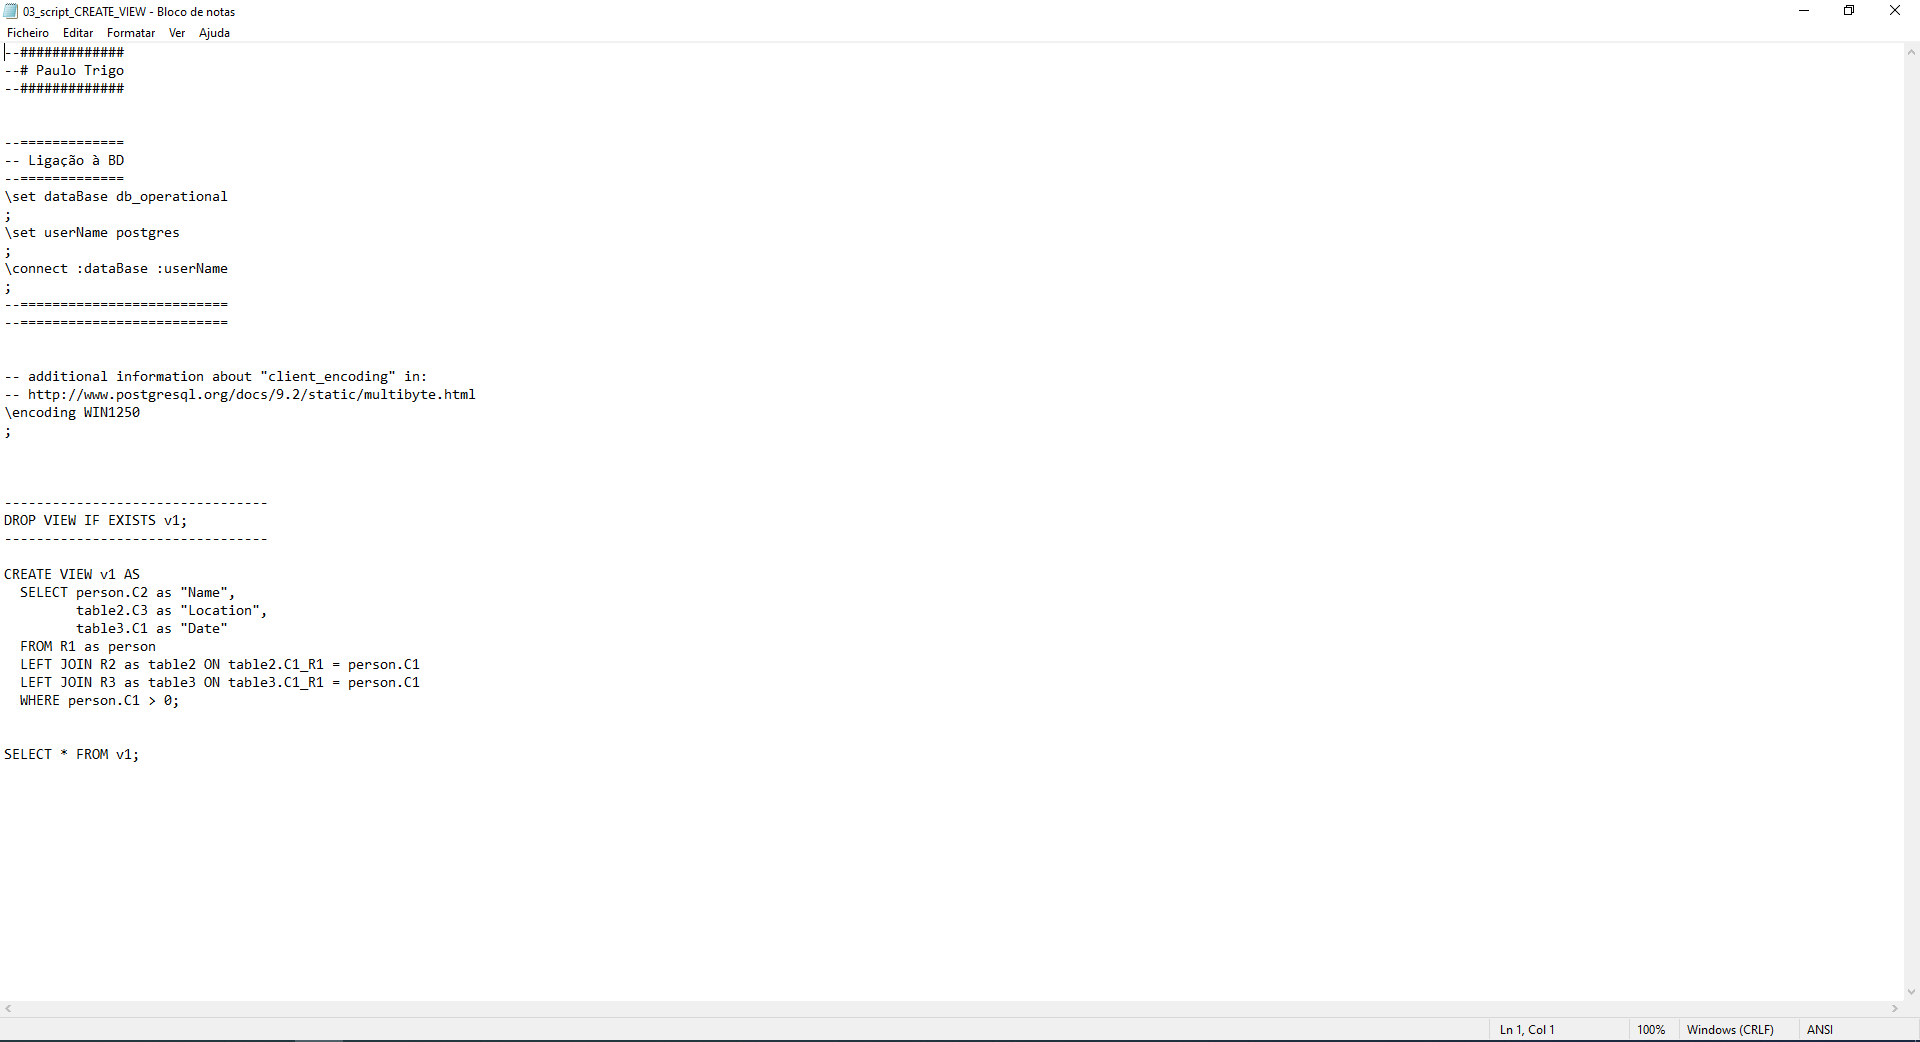 03_script_CREATE_VIEW - Bloco de notas
Ficheiro Editar Formatar Ver Ajuda
--#############
--# Paulo Trigo
--#############
--=============
-- Ligação à BD
--=============
\set dataBase db_operational
;
\set userName postgres
;
\connect :dataBase :userName
;
--==========================
--==========================
-- additional information about "client_encoding" in:
-- http://www.postgresql.org/docs/9.2/static/multibyte.html
\encoding WIN1250
;
---------------------------------
DROP VIEW IF EXISTS v1;
---------------------------------
CREATE VIEW v1 AS
SELECT person.C2 as "Name",
table2.C3 as "Location",
table3.C1 as "Date"
FROM R1 as person
LEFT JOIN R2 as table2 ON table2.C1_R1 = person.C1
LEFT JOIN R3 as table3 ON table3.C1_R1 = person.C1
WHERE person.C1 > 0;
SELECT * FROM v1;
Ln 1, Col 1 100% Windows (CRLF) ANSI